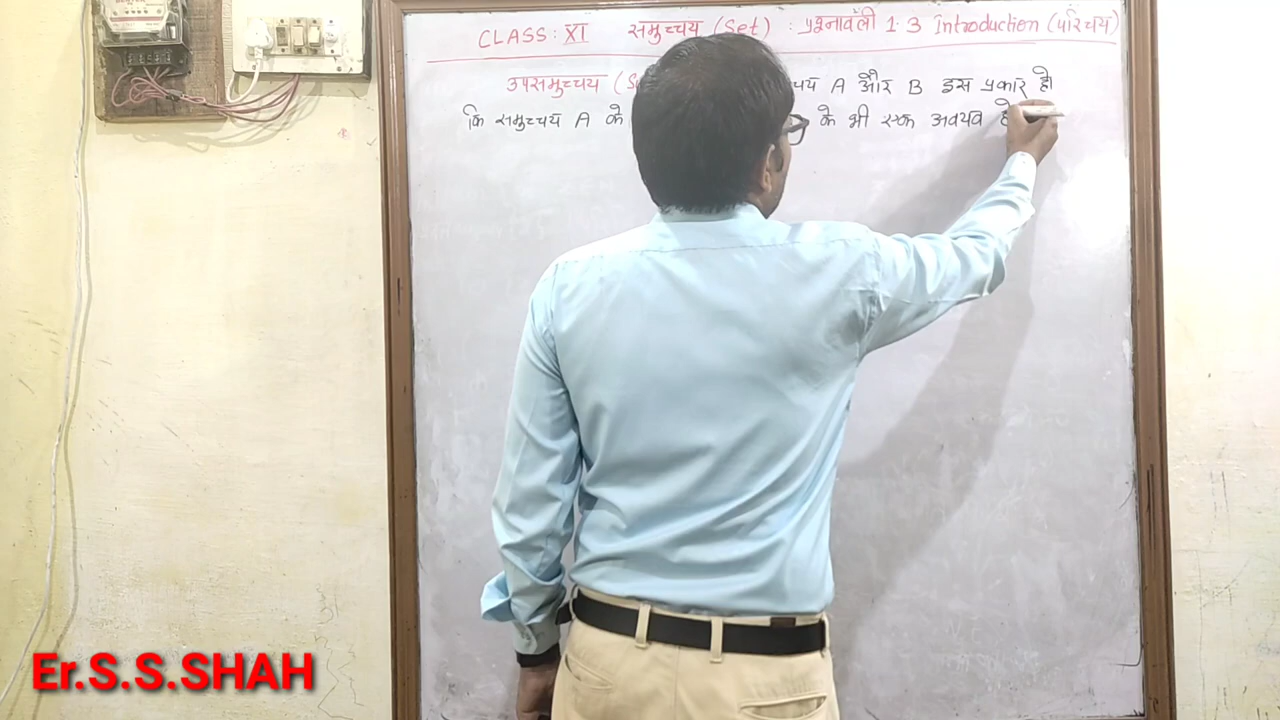 CLASS: XI समुच्चय (Set) : प्रश्नावली 1.3 Introduction (परिचय)
उपसमुच्चय ( A और B इस प्रकार हो
कि समुच्चय A के के भी एक अवयव
Er.S.S.SHAH